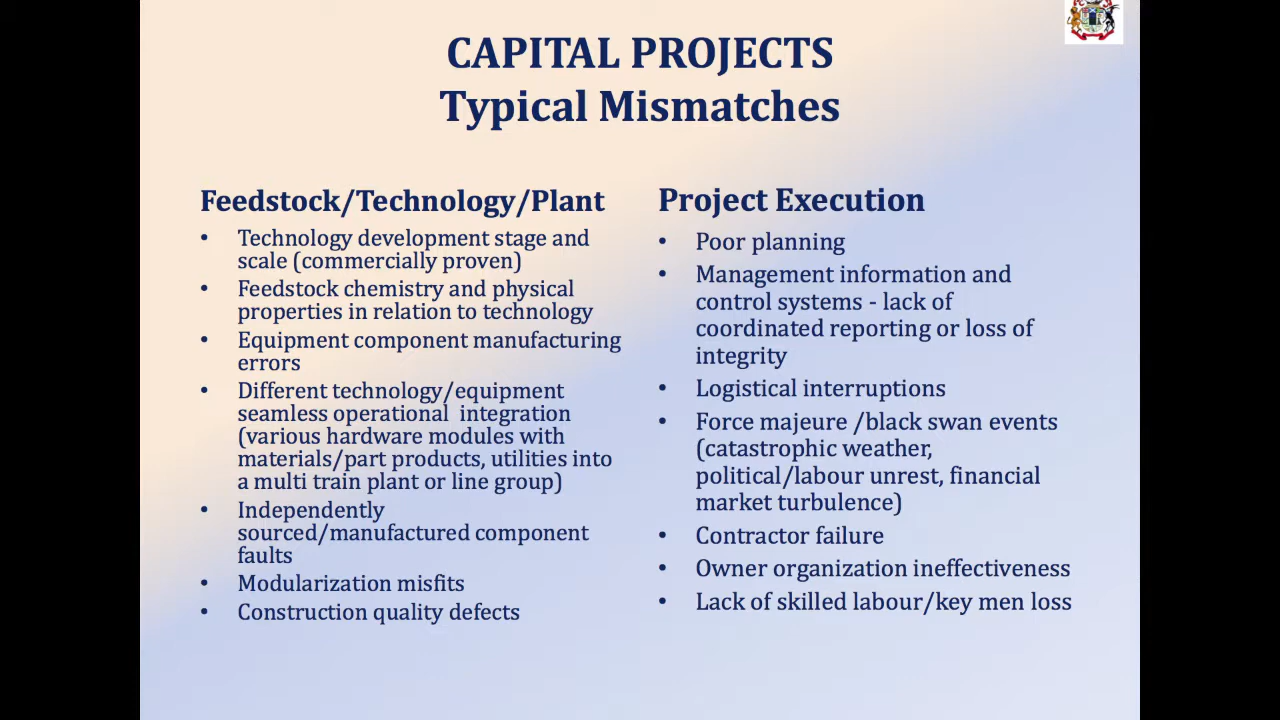 CAPITAL PROJECTS
Typical Mismatches
Feedstock/Technology/Plant
• Technology development stage and
scale (commercially proven)
• Feedstock chemistry and physical
properties in relation to technology
• Equipment component manufacturing
errors
• Different technology/equipment
seamless operational  integration
(various hardware modules with
materials/part products, utilities into
a multi train plant or line group)
• Independently
sourced/manufactured component
faults
• Modularization misfits
• Construction quality defects
Project Execution
• Poor planning
• Management information and
control systems - lack of
coordinated reporting or loss of
integrity
• Logistical interruptions
• Force majeure /black swan events
(catastrophic weather,
political/labour unrest, financial
market turbulence)
• Contractor failure
• Owner organization ineffectiveness
• Lack of skilled labour/key men loss